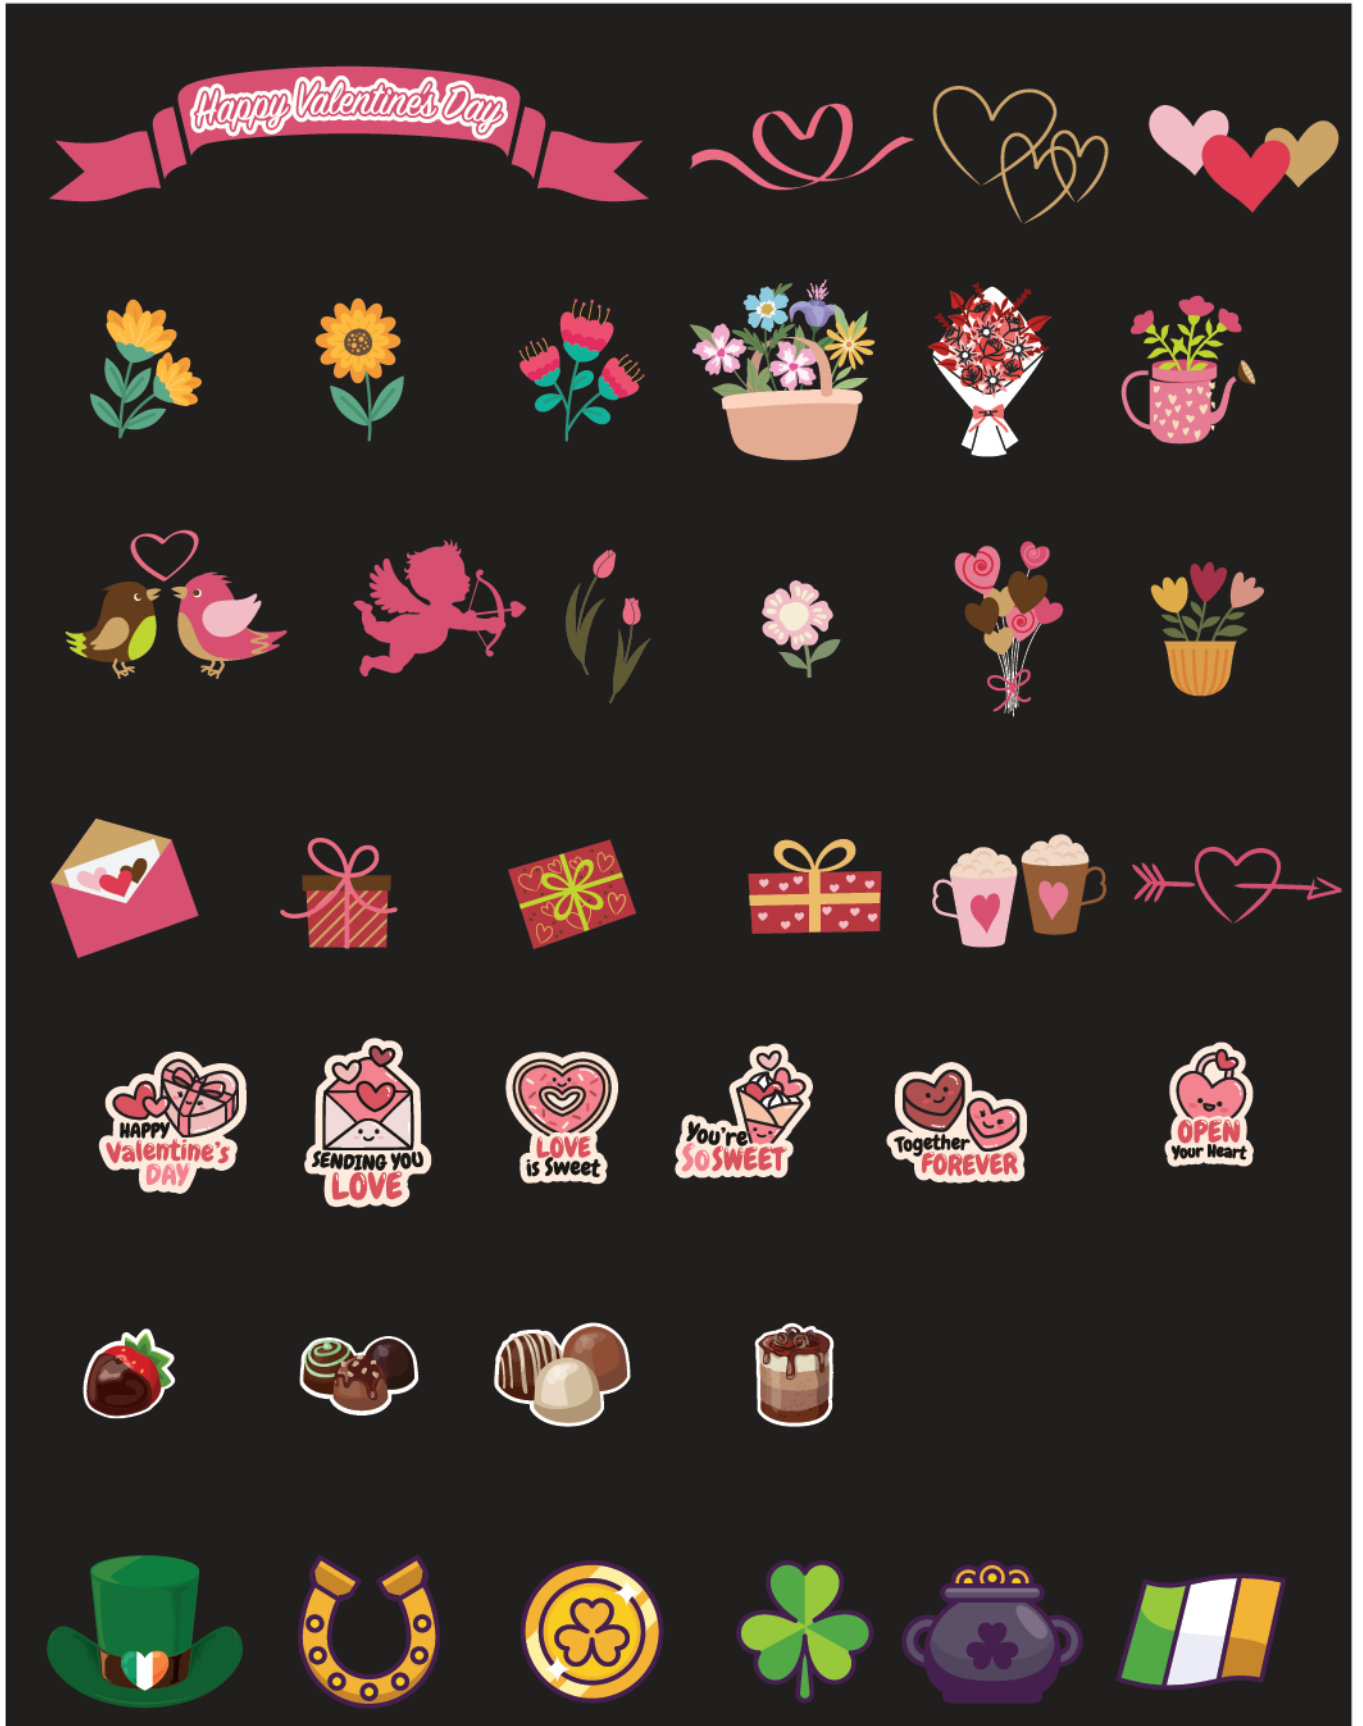 Happy Valentine's Day
HAPPY
Valentine's
DAY
SENDING YOU
LOVE
LOVE
is Sweet
You're
SO SWEET
Together
FOREVER
OPEN
Your Heart